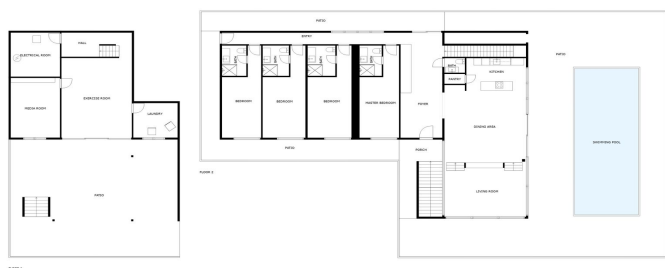 PATIO
ENTRY
HALL
ELECTRICAL ROOM
BATH
BATH
BATH
BATH
PATIO
BATH
KITCHEN
PANTRY
MEDIA ROOM
EXERCISE ROOM
BEDROOM
BEDROOM
BEDROOM
MASTER BEDROOM
FOYER
LAUNDRY
DINING AREA
SWIMMING POOL
PATIO
PORCH
FLOOR 2
PATIO
LIVING ROOM